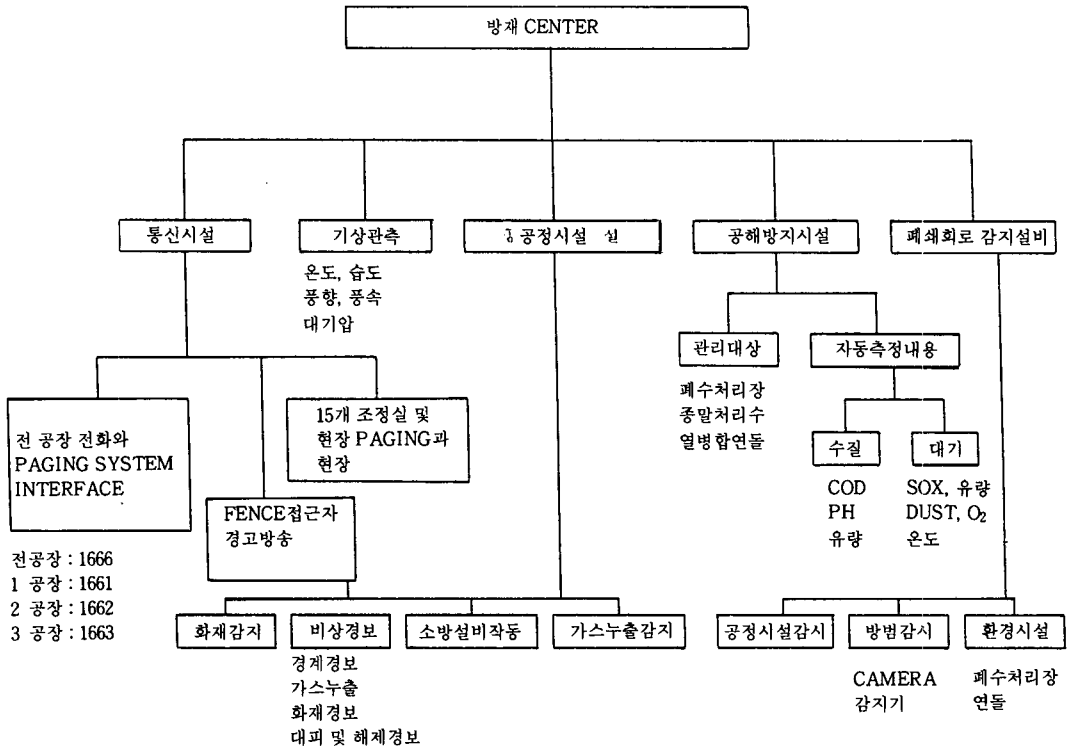 방재 CENTER
통신시설
기상관측
공정시설
공해방지시설
폐쇄회로 감지설비
온도, 습도
풍향, 풍속
대기압
관리대상
자동측정내용
폐수처리장
종말처리수
열병합연돌
수질
대기
COD
PH
유량
SOX, 유량
DUST, O₂
온도
전 공장 전화와
PAGING SYSTEM
INTERFACE
15개 조정실 및
현장 PAGING과
현장
FENCE접근자
경고방송
전공장 : 1666
1 공장 : 1661
2 공장 : 1662
3 공장 : 1663
화재감지
비상경보
소방설비작동
가스누출감지
공정시설감시
방범감시
환경시설
경계경보
가스누출
화재경보
대피 및 해제경보
CAMERA
감지기
폐수처리장
연돌